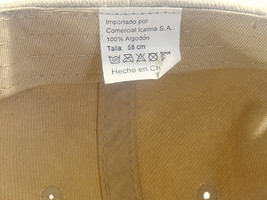 Importado por
Comercial Icalma S.A.
100% Algodón
Talla: 58 cm
Hecho en Ch